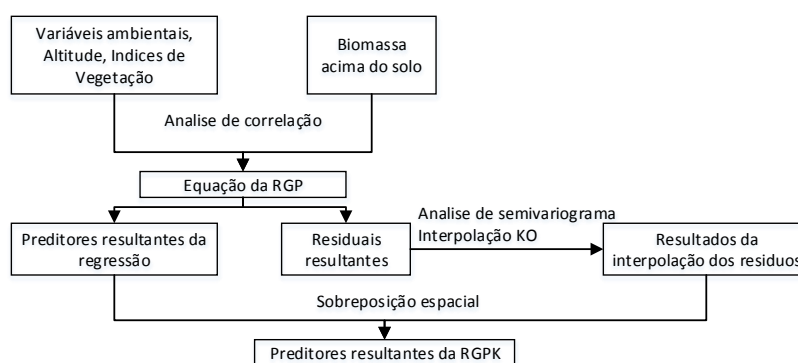 Variáveis ambientais,
Altitude, Indices de
Vegetação
Biomassa
acima do solo
Analise de correlação
Equação da RGP
Preditores resultantes da
regressão
Residuais
resultantes
Analise de semivariograma
Interpolação KO
Resultados da
interpolação dos residuos
Sobreposição espacial
Preditores resultantes da RGPK